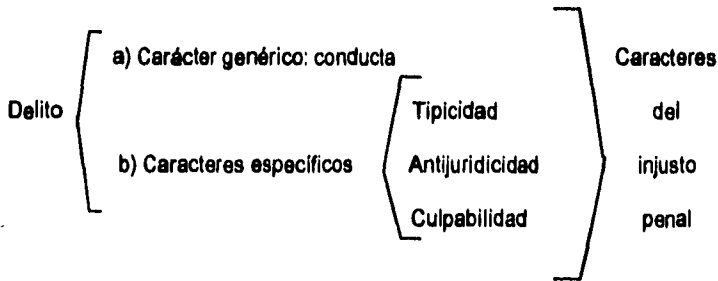 a) Carácter genérico: conducta
Caracteres
Delito
Tipicidad
del
b) Caracteres específicos
Antijuridicidad
injusto
Culpabilidad
penal